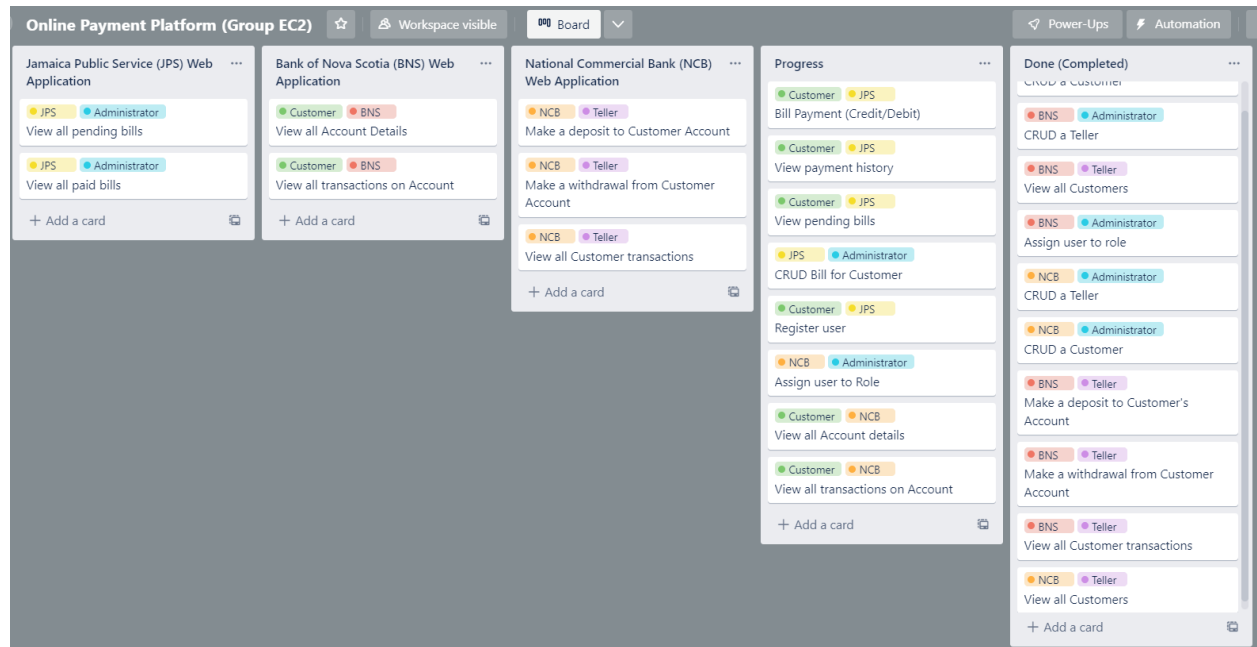 Online Payment Platform (Group EC2)
Workspace visible
Board
Power-Ups
Automation
Jamaica Public Service (JPS) Web
Application
JPS Administrator
View all pending bills
JPS Administrator
View all paid bills
+ Add a card
Bank of Nova Scotia (BNS) Web
Application
Customer BNS
View all Account Details
Customer BNS
View all transactions on Account
+ Add a card
National Commercial Bank (NCB)
Web Application
NCB Teller
Make a deposit to Customer Account
NCB Teller
Make a withdrawal from Customer
Account
NCB Teller
View all Customer transactions
+ Add a card
Progress
Customer JPS
Bill Payment (Credit/Debit)
Customer JPS
View payment history
Customer JPS
View pending bills
JPS Administrator
CRUD Bill for Customer
Customer JPS
Register user
NCB Administrator
Assign user to Role
Customer NCB
View all Account details
Customer NCB
View all transactions on Account
+ Add a card
Done (Completed)
CRUD a Customer
BNS Administrator
CRUD a Teller
BNS Teller
View all Customers
BNS Administrator
Assign user to role
NCB Administrator
CRUD a Teller
NCB Administrator
CRUD a Customer
BNS Teller
Make a deposit to Customer's
Account
BNS Teller
Make a withdrawal from Customer
Account
BNS Teller
View all Customer transactions
NCB Teller
View all Customers
+ Add a card